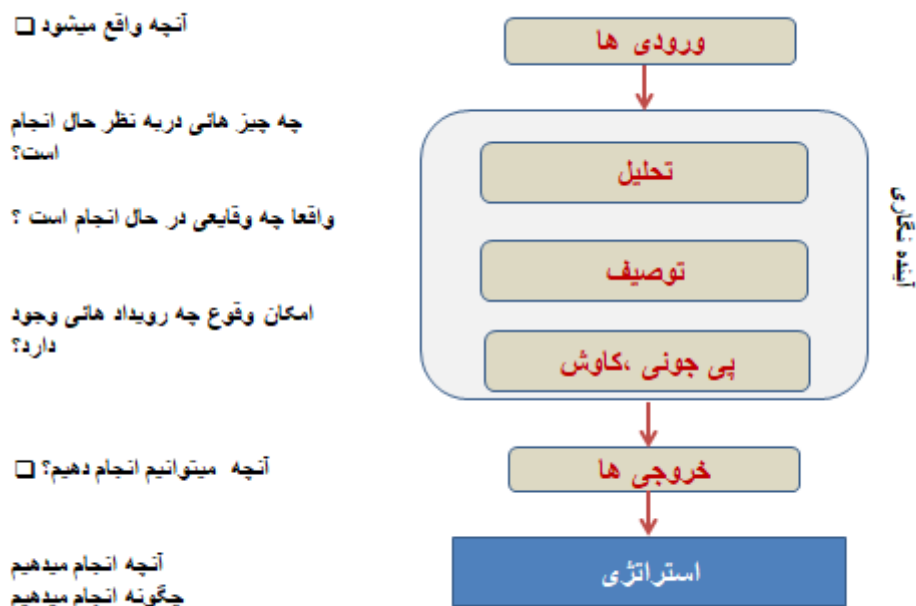 آنچه واقع میشود
ورودی ها
چه چیز هائی دربه نظر حال انجام
است؟
تحلیل
واقعا چه وقایعی در حال انجام است ؟
آینده نگاری
توصیف
امکان وقوع چه رویداد هائی وجود
دارد؟
پی جوئی ،کاوش
آنچه میتوانیم انجام دهیم؟
خروجی ها
آنچه انجام میدهیم
چگونه انجام میدهیم
استراتژی